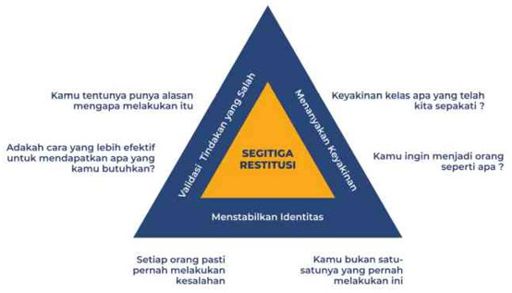 Kamu tentunya punya alasan
mengapa melakukan itu
Adakah cara yang lebih efektif
untuk mendapatkan apa yang
kamu butuhkan?
Validasi Tindakan yang Salah
SEGITIGA
RESTITUSI
Menanyakan Keyakinan
Keyakinan kelas apa yang telah
kita sepakati ?
Kamu ingin menjadi orang
seperti apa ?
Menstabilkan Identitas
Setiap orang pasti
pernah melakukan
kesalahan
Kamu bukan satu-
satunya yang pernah
melakukan ini